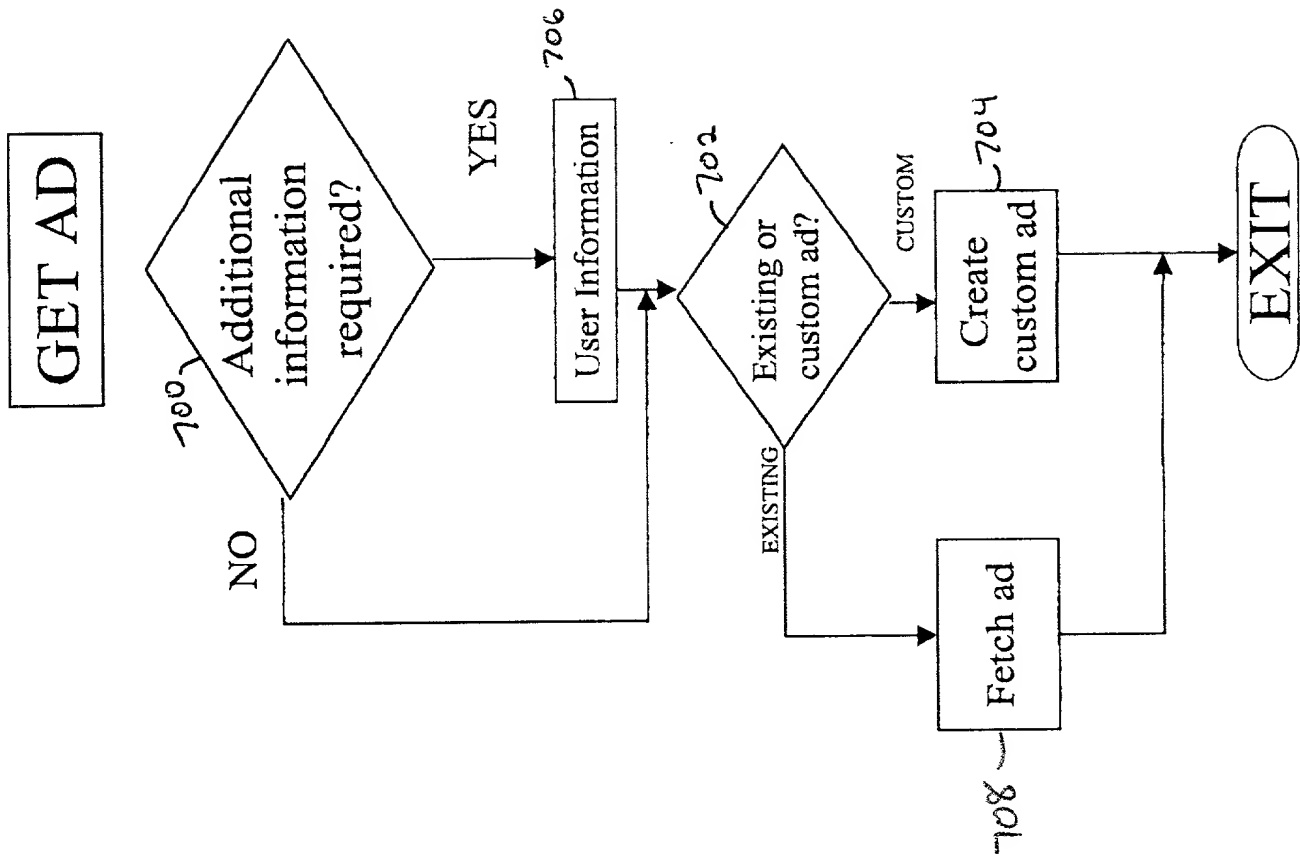 GET AD
700
Additional
information
required?
NO
YES
706
User Information
702
Existing or
custom ad?
EXISTING
CUSTOM
704
Create
custom ad
708
Fetch ad
EXIT